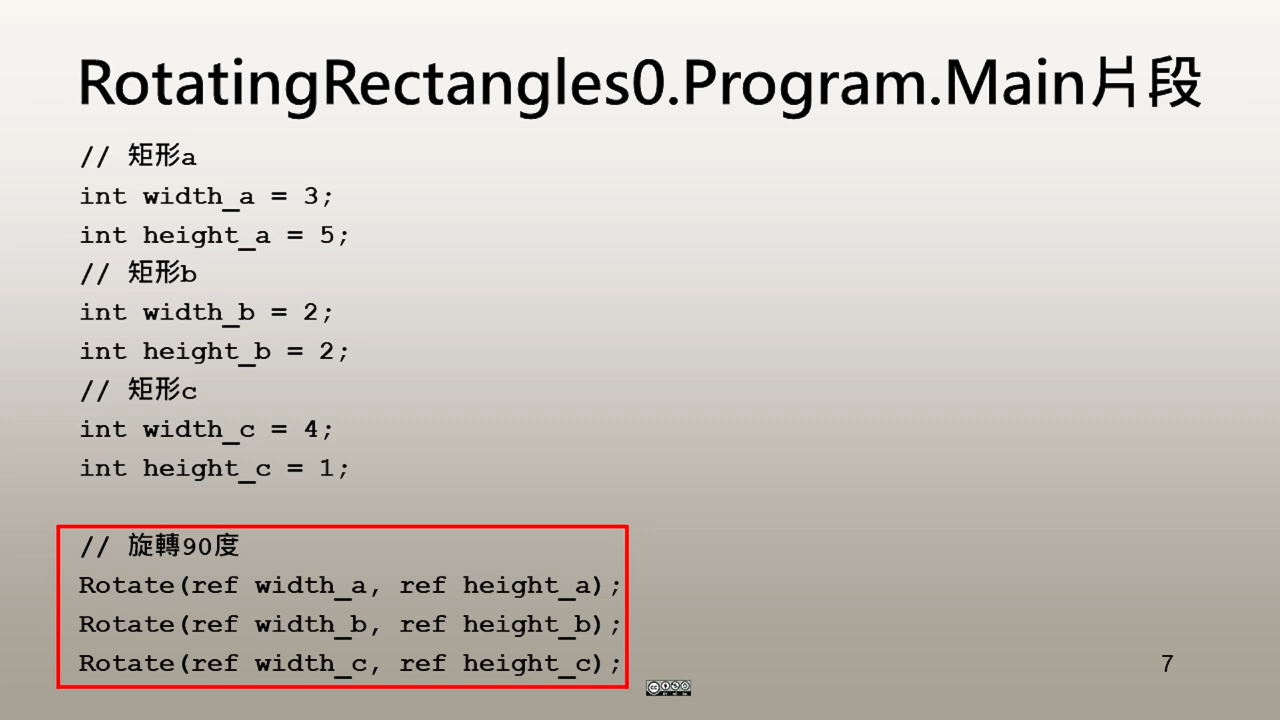 RotatingRectangles0.Program.Main片段
// 矩形a
int width_a = 3;
int height_a = 5;
// 矩形b
int width_b = 2;
int height_b = 2;
// 矩形c
int width_c = 4;
int height_c = 1;
// 旋轉90度
Rotate(ref width_a, ref height_a);
Rotate(ref width_b, ref height_b);
Rotate(ref width_c, ref height_c);
7